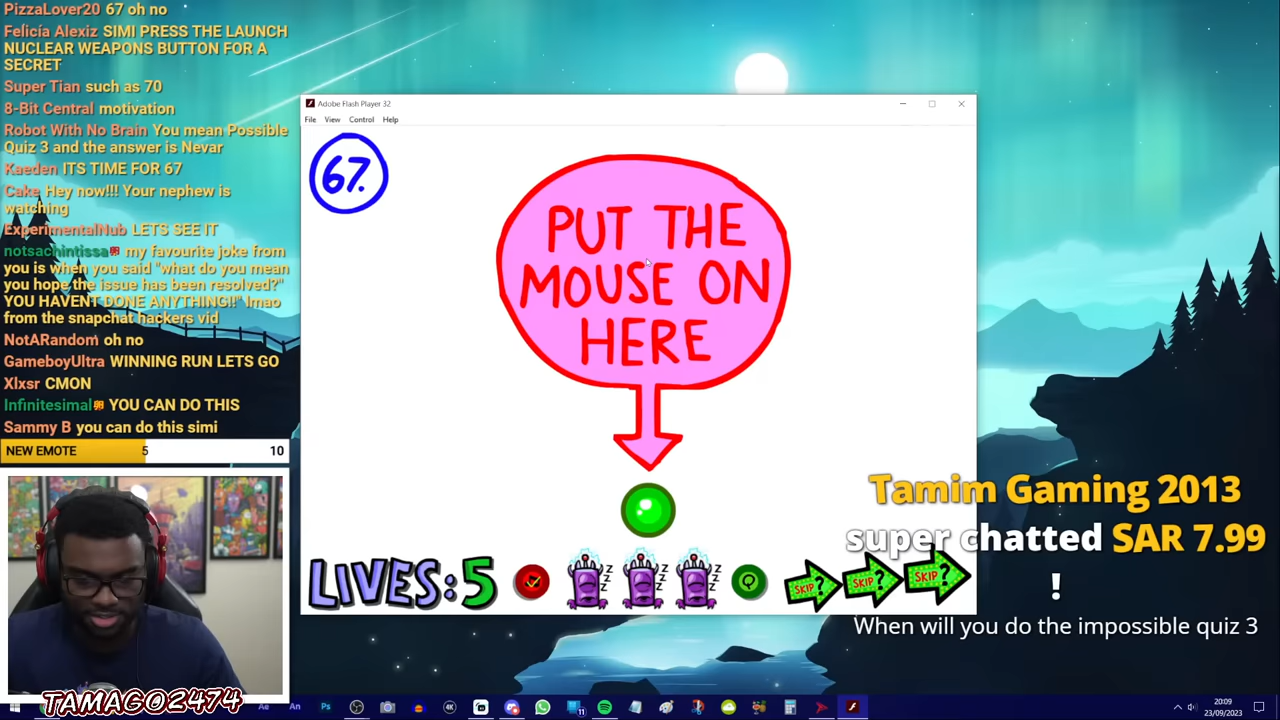 PizzaLover20 67 oh no
Felicía Alexiz SIMI PRESS THE LAUNCH
NUCLEAR WEAPONS BUTTON FOR A
SECRET
Super Tian such as 70
8-Bit Central motivation
Robot With No Brain You mean Possible
Quiz 3 and the answer is Nevar
Kaeden ITS TIME FOR 67
Cake Hey now!!! Your nephew is
watching
ExperimentalNub LETS SEE IT
notsachintissa my favourite joke from
you is when you said "what do you mean
you hope the issue has been resolved?"
YOU HAVENT DONE ANYTHING!!" lmao
from the snapchat hackers vid
NotARandom oh no
GameboyUltra WINNING RUN LETS GO
Xlxsr CMON
Infinitesimal YOU CAN DO THIS
Sammy B you can do this simi
NEW EMOTE 5 10
Adobe Flash Player 32
File View Control Help
67.
PUT THE
MOUSE ON
HERE
LIVES:5
Z Z Z
Z Z Z
Z Z Z
SKIP? SKIP? SKIP?
Tamim Gaming 2013
super chatted SAR 7.99
!
When will you do the impossible quiz 3
TAMAGO2474
Ae An Ps 4K 11
20:09
23/09/2023